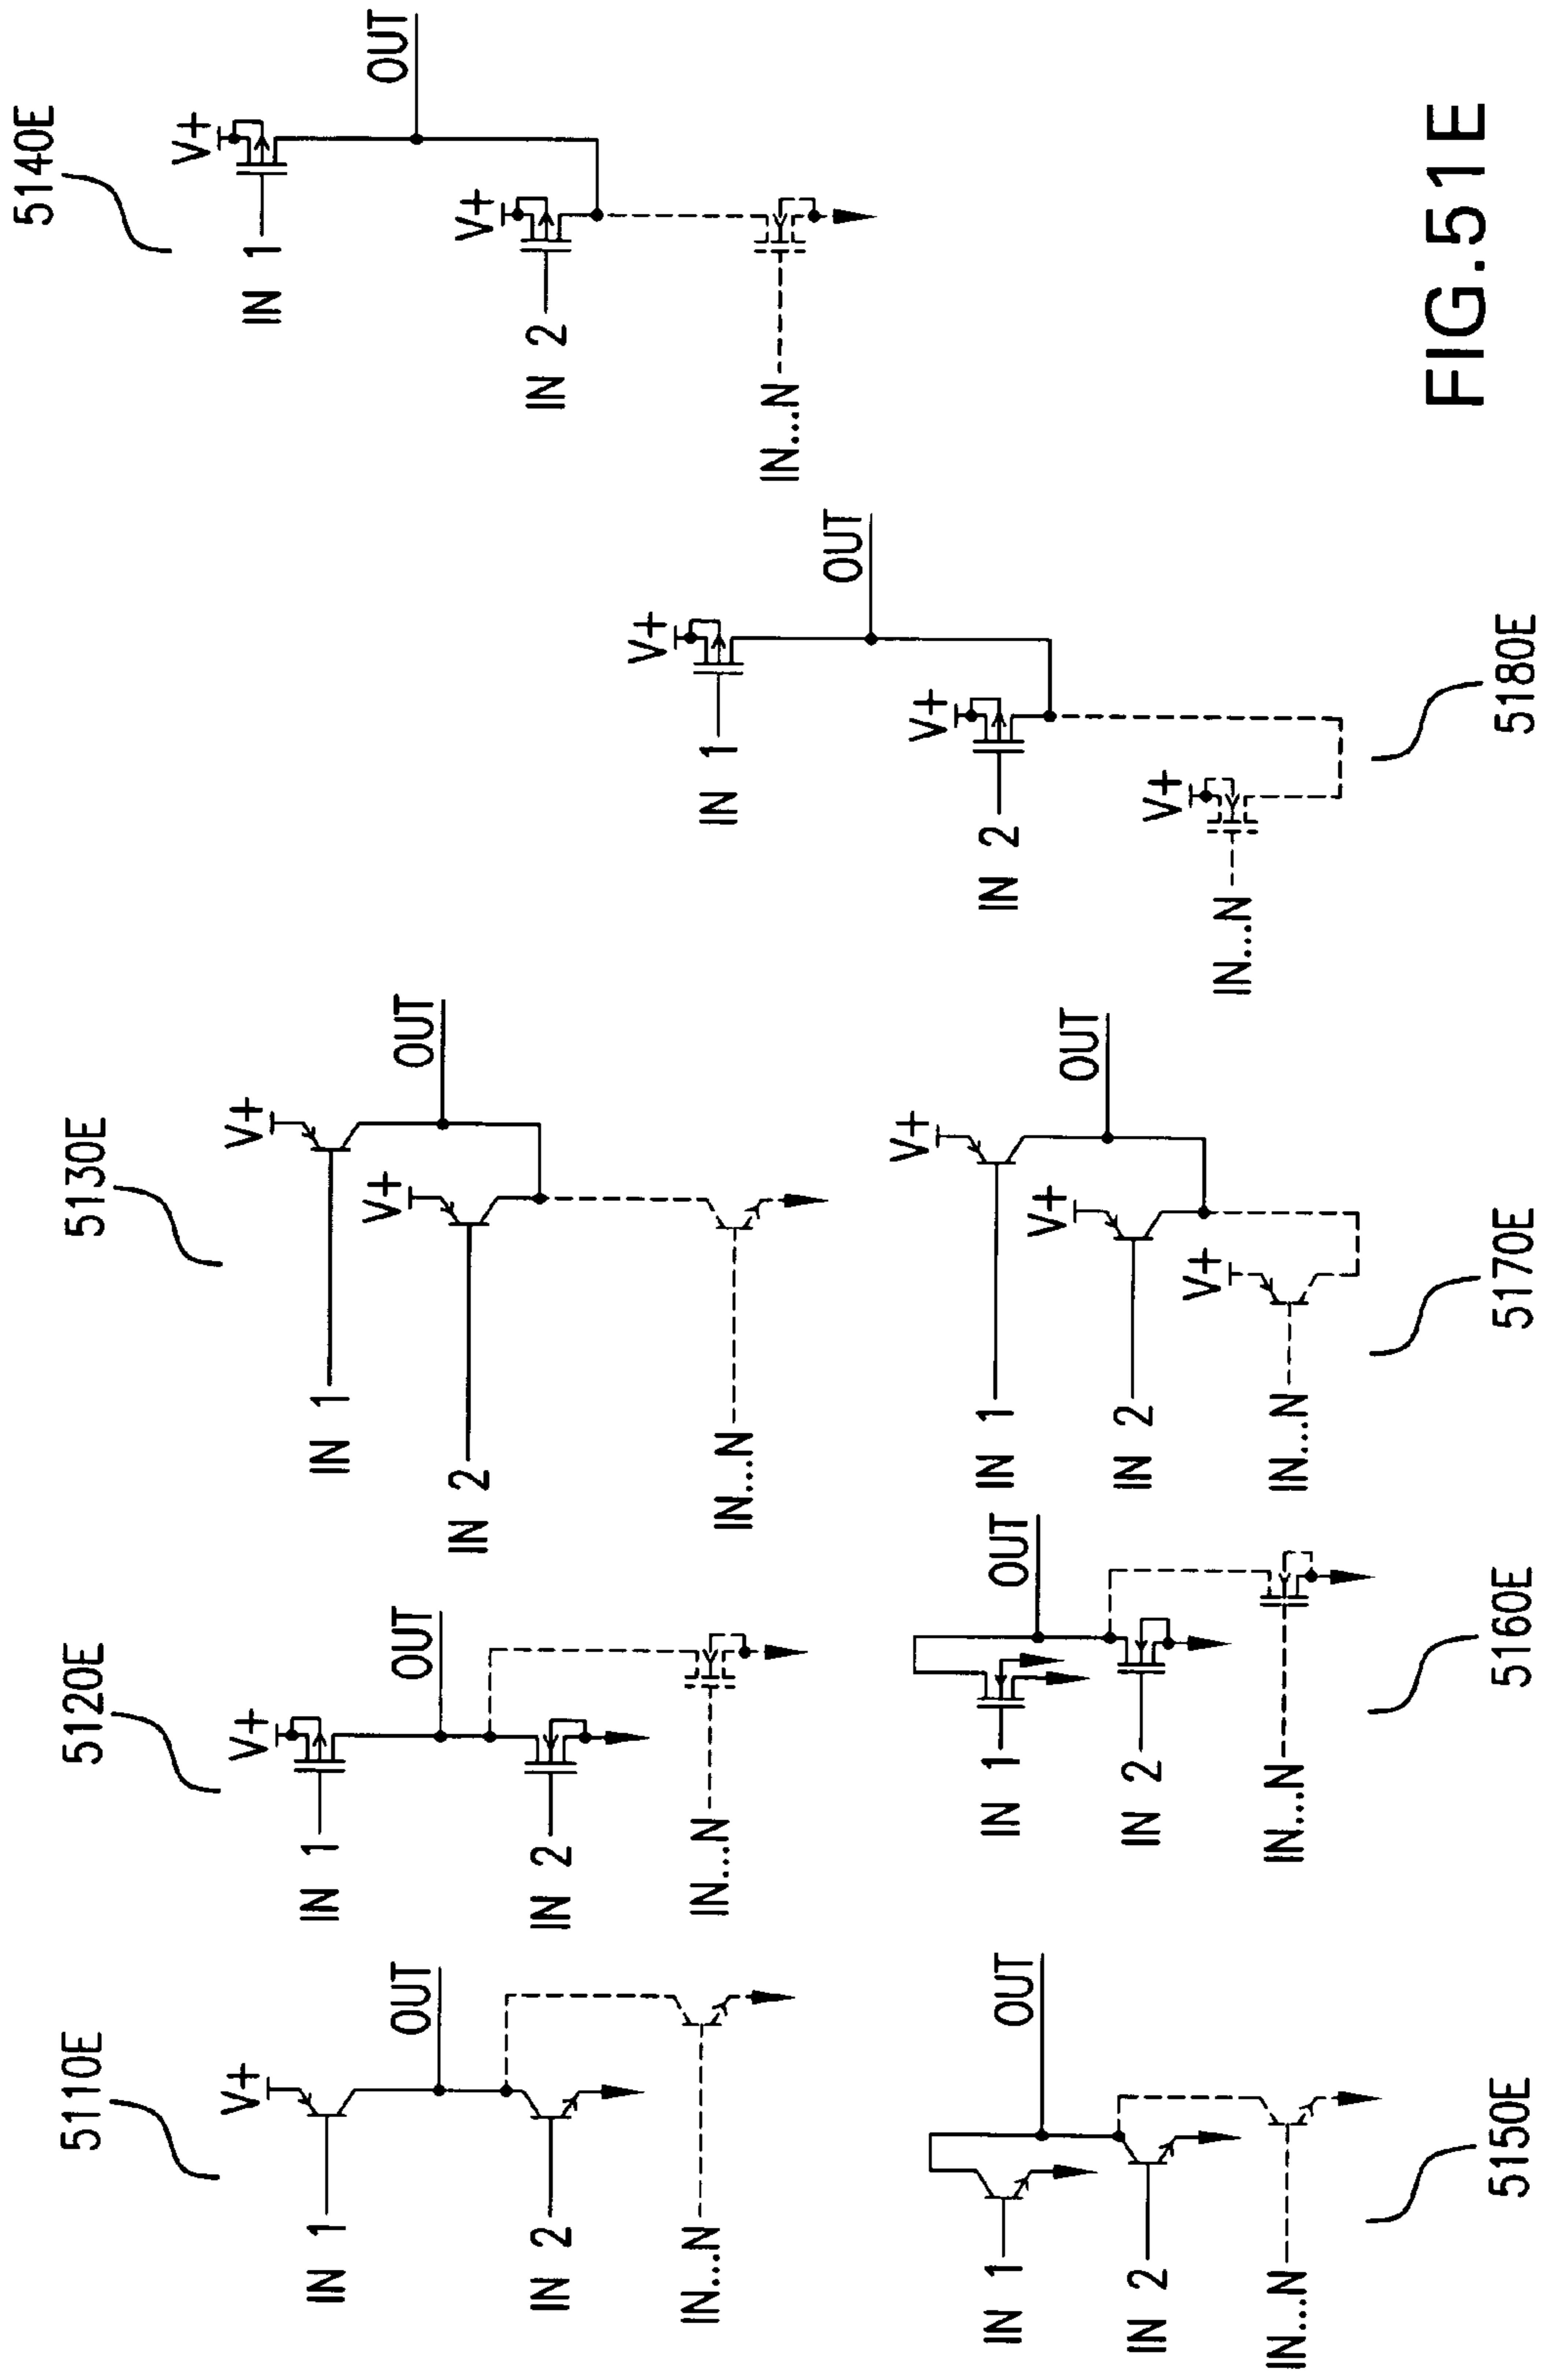 5110E
V+
OUT
IN 1
IN 2
IN...N
5120E
V+
OUT
IN 1
IN 2
IN...N
5130E
V+
OUT
IN 1
V+
IN 2
IN...N
5140E
V+
OUT
IN 1
V+
IN 2
IN...N
5150E
OUT
IN 1
IN 2
IN...N
5160E
OUT
IN 1
IN 2
IN...N
5170E
V+
OUT
IN 1
V+
IN 2
V+
IN...N
5180E
V+
OUT
IN 1
V+
IN 2
V+
IN...N
FIG.51E